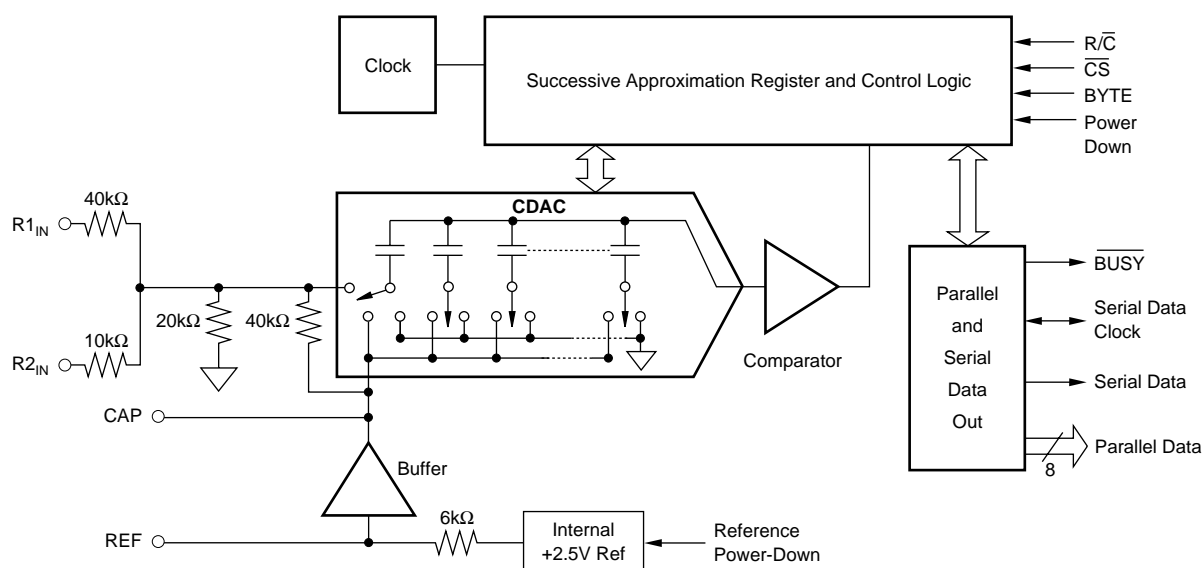 Clock
Successive Approximation Register and Control Logic
R/C̅
C̅S̅
BYTE
Power
Down
CDAC
40kΩ
R1IN
20kΩ
40kΩ
10kΩ
R2IN
Comparator
Parallel
and
Serial
Data
Out
B̅U̅S̅Y̅
Serial Data
Clock
Serial Data
Parallel Data
8
CAP
Buffer
REF
6kΩ
Internal
+2.5V Ref
Reference
Power-Down